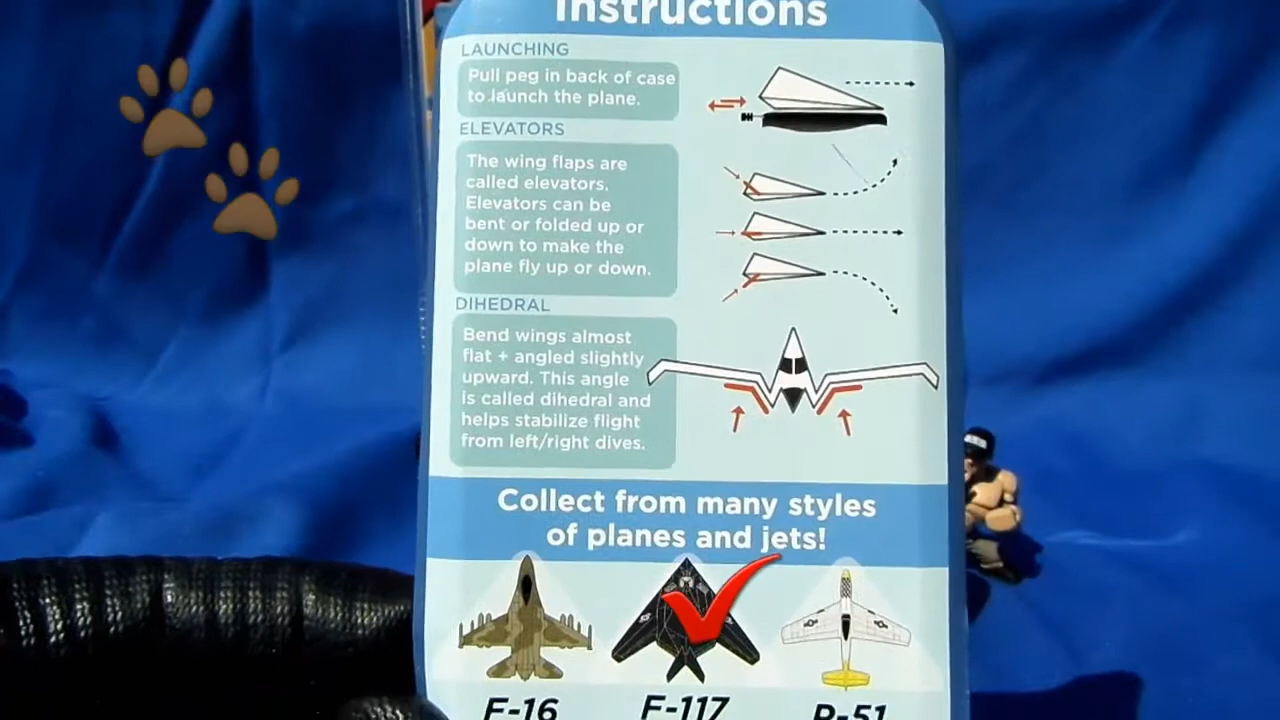 Instructions
LAUNCHING
Pull peg in back of case
to launch the plane.
ELEVATORS
The wing flaps are
called elevators.
Elevators can be
bent or folded up or
down to make the
plane fly up or down.
DIHEDRAL
Bend wings almost
flat + angled slightly
upward. This angle
is called dihedral and
helps stabilize flight
from left/right dives.
Collect from many styles
of planes and jets!
F-16 F-117 P-51